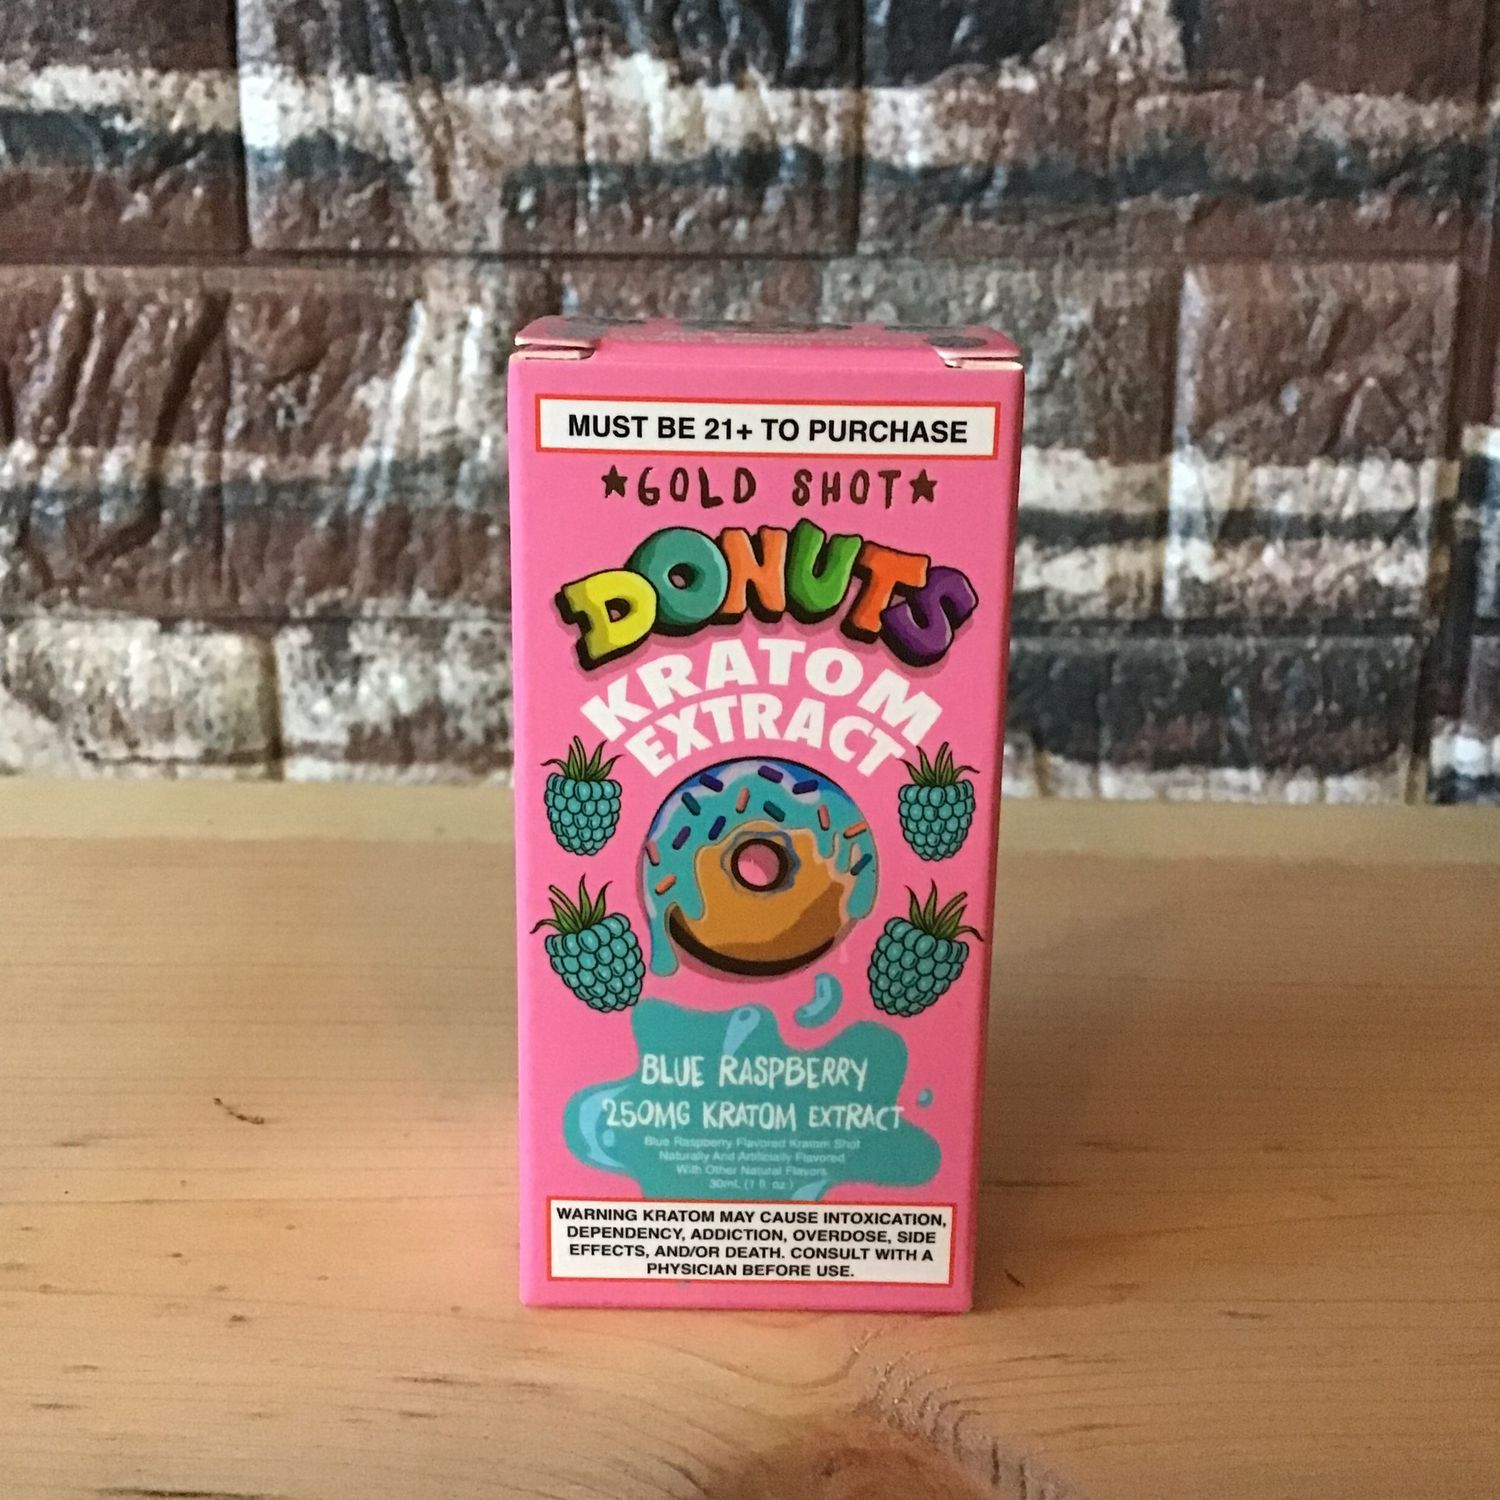 MUST BE 21+ TO PURCHASE
★GOLD SHOT★
DONUTS
KRATOM
EXTRACT
BLUE RASPBERRY
250MG KRATOM EXTRACT
Blue Raspberry Flavored Kratom Shot
Naturally And Artificially Flavored
With Other Natural Flavors
30mL (1 fl. oz.)
WARNING KRATOM MAY CAUSE INTOXICATION,
DEPENDENCY, ADDICTION, OVERDOSE, SIDE
EFFECTS, AND/OR DEATH. CONSULT WITH A
PHYSICIAN BEFORE USE.